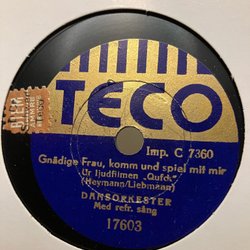 TECO
Imp. C 7360
Gnädige Frau, komm und spiel mit mir
Ur ljudfilmen „Quick"
(Heymann/Liebmann)
DANSORKESTER
Med refr. sång
17603